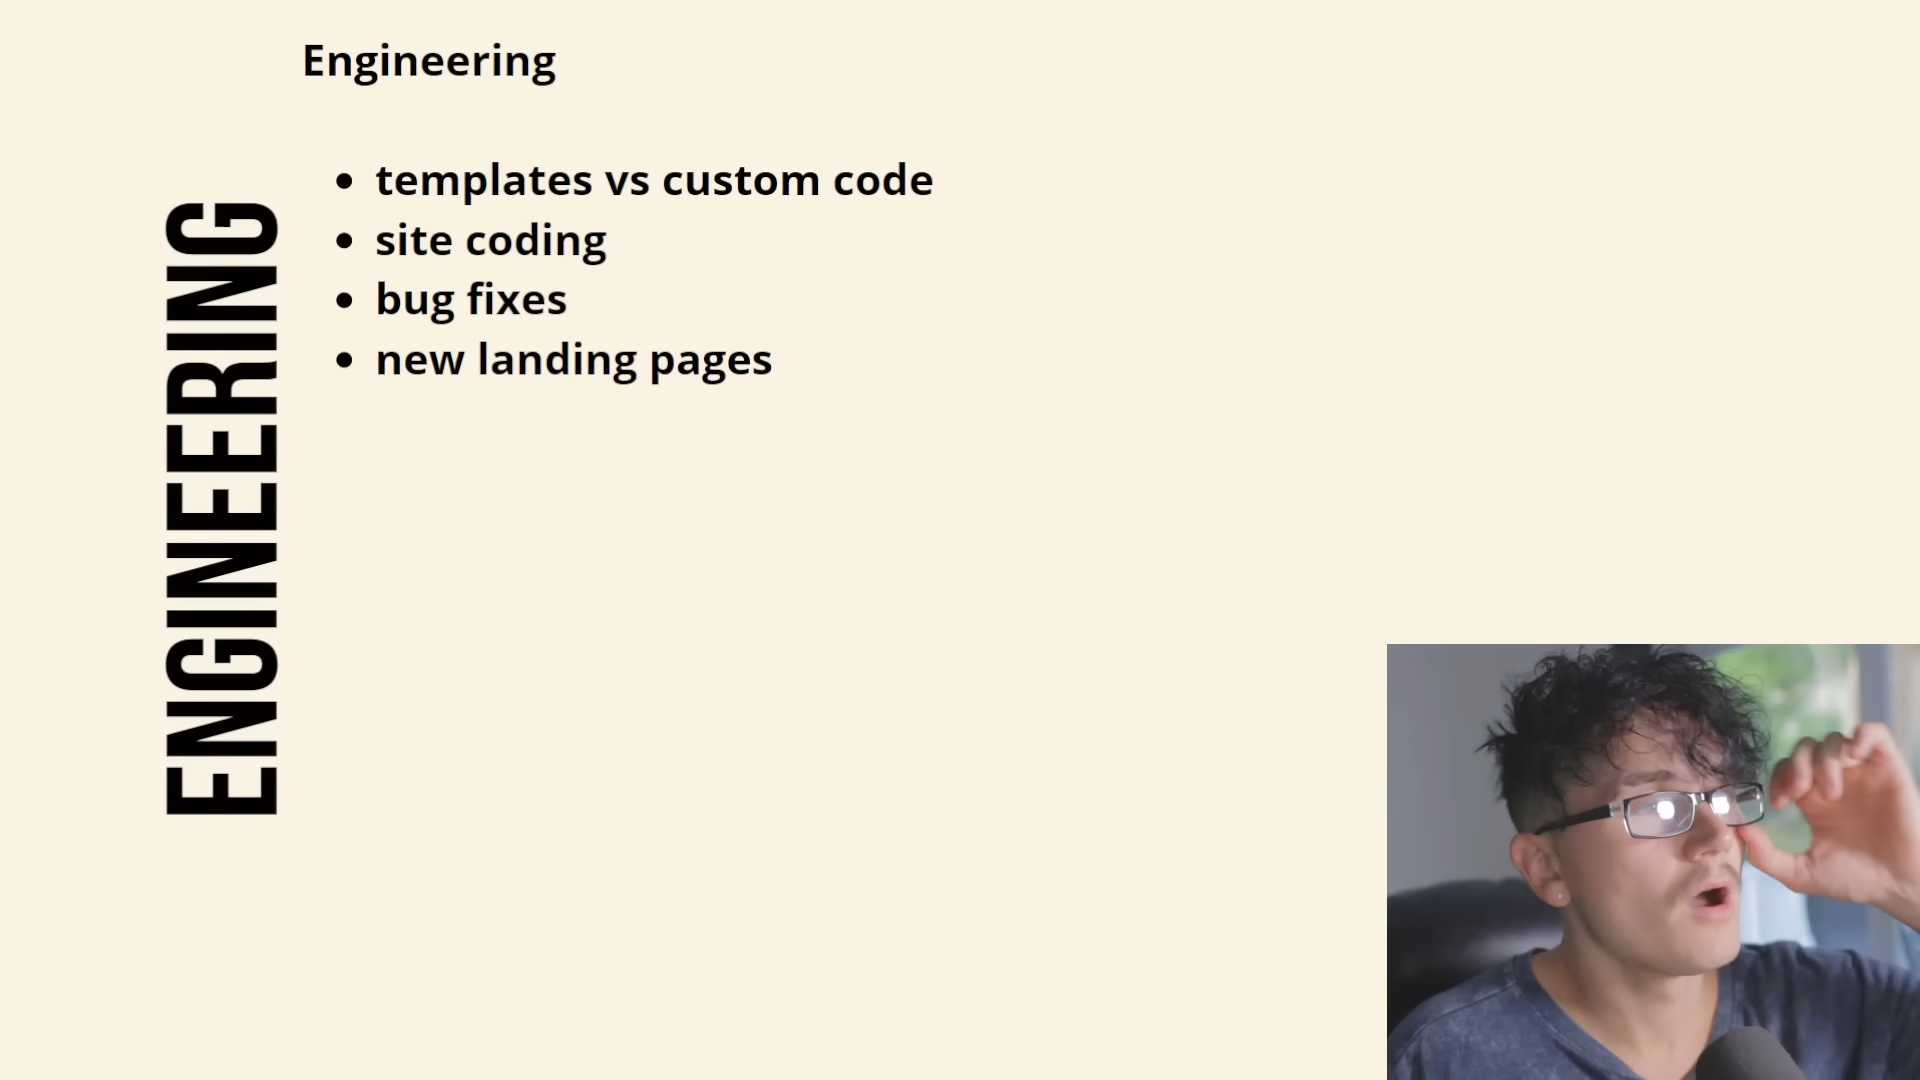 Engineering
templates vs custom code
site coding
bug fixes
new landing pages
ENGINEERING